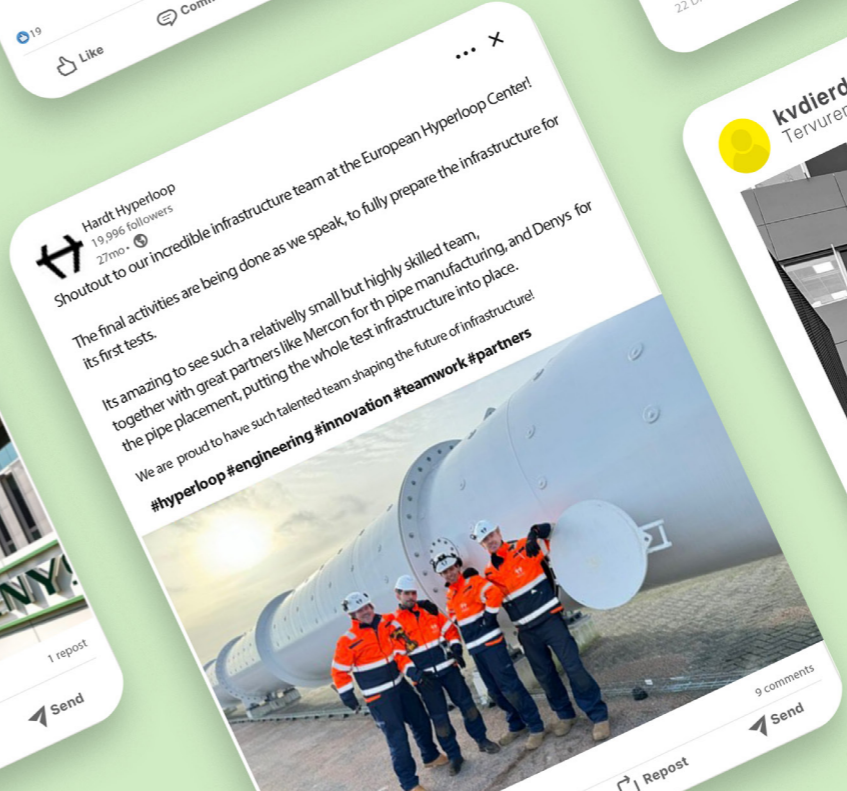 19
Like
22
Hardt Hyperloop
19,996 followers
27mo •
Shoutout to our incredible infrastructure team at the European Hyperloop Center!
The final activities are being done as we speak, to fully prepare the infrastructure for
its first tests.
Its amazing to see such a relativelly small but highly skilled team,
together with great partners like Mercon for th pipe manufacturing, and Denys for
the pipe placement, putting the whole test infrastructure into place.
We are proud to have such talented team shaping the future of infrastructure!
#hyperloop #engineering #innovation #teamwork #partners
9 comments
Repost
Send
1 repost
Send